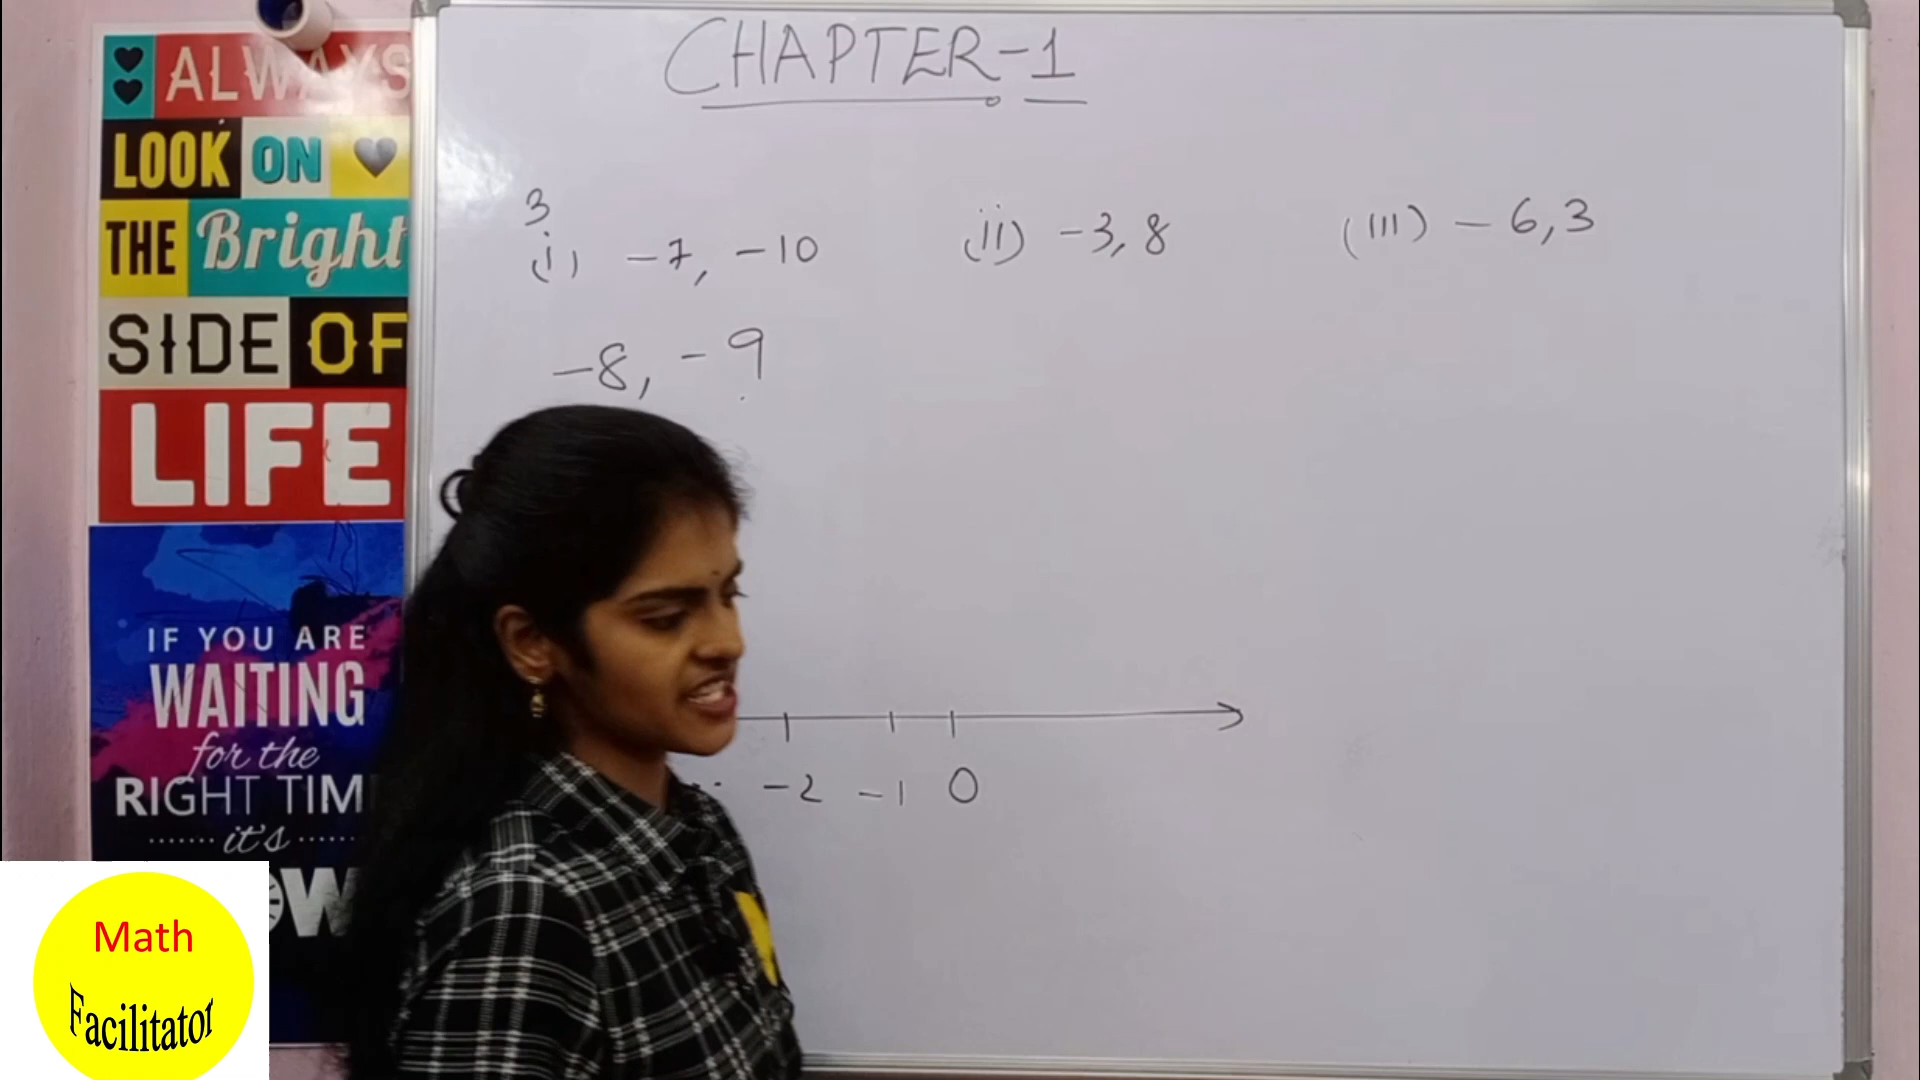 ALWAYS
LOOK ON
THE Bright
SIDE OF
LIFE
IF YOU ARE
WAITING
for the
RIGHT TIM
it's
OW
Math
Facilitator
CHAPTER-1
3
(i) -7, -10 (ii) -3, 8 (iii) -6, 3
-8, -9
-2 -1 0